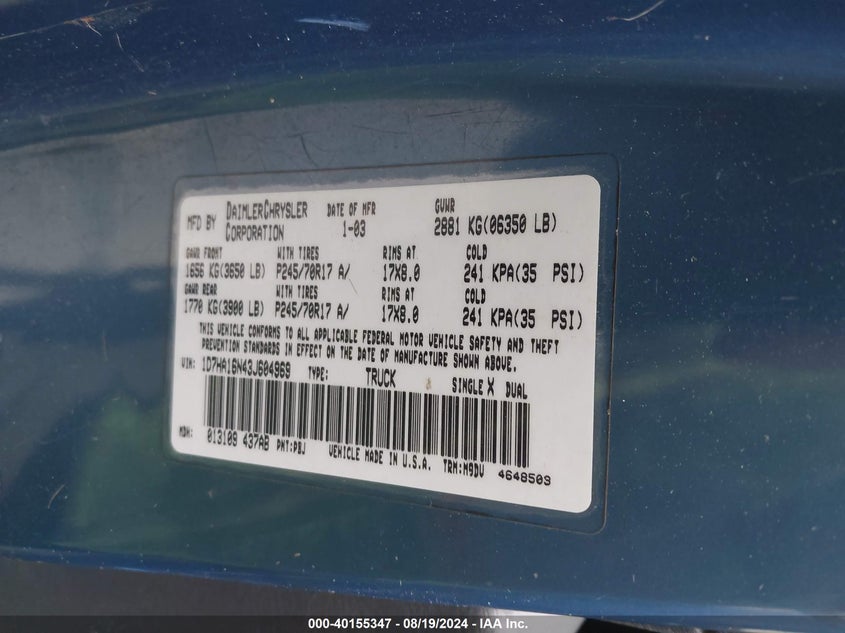 MFD BY DAIMLERCHRYSLER CORPORATION DATE OF MFR 1-03 GVWR 2881 KG(06350 LB)
GAWR FRONT WITH TIRES RIMS AT COLD
1656 KG(3650 LB) P245/70R17 A/ 17X8.0 241 KPA(35 PSI)
GAWR REAR WITH TIRES RIMS AT COLD
1770 KG(3900 LB) P245/70R17 A/ 17X8.0 241 KPA(35 PSI)
THIS VEHICLE CONFORMS TO ALL APPLICABLE FEDERAL MOTOR VEHICLE SAFETY AND THEFT
PREVENTION STANDARDS IN EFFECT ON THE DATE OF MANUFACTURE SHOWN ABOVE.
VIN: 1D7HA16N43J604969 TYPE: TRUCK SINGLE X DUAL
MDH: 013109 437AB PNT:PBJ VEHICLE MADE IN U.S.A. TRM:M9DV 4648503
000-40155347 - 08/19/2024 - IAA Inc.